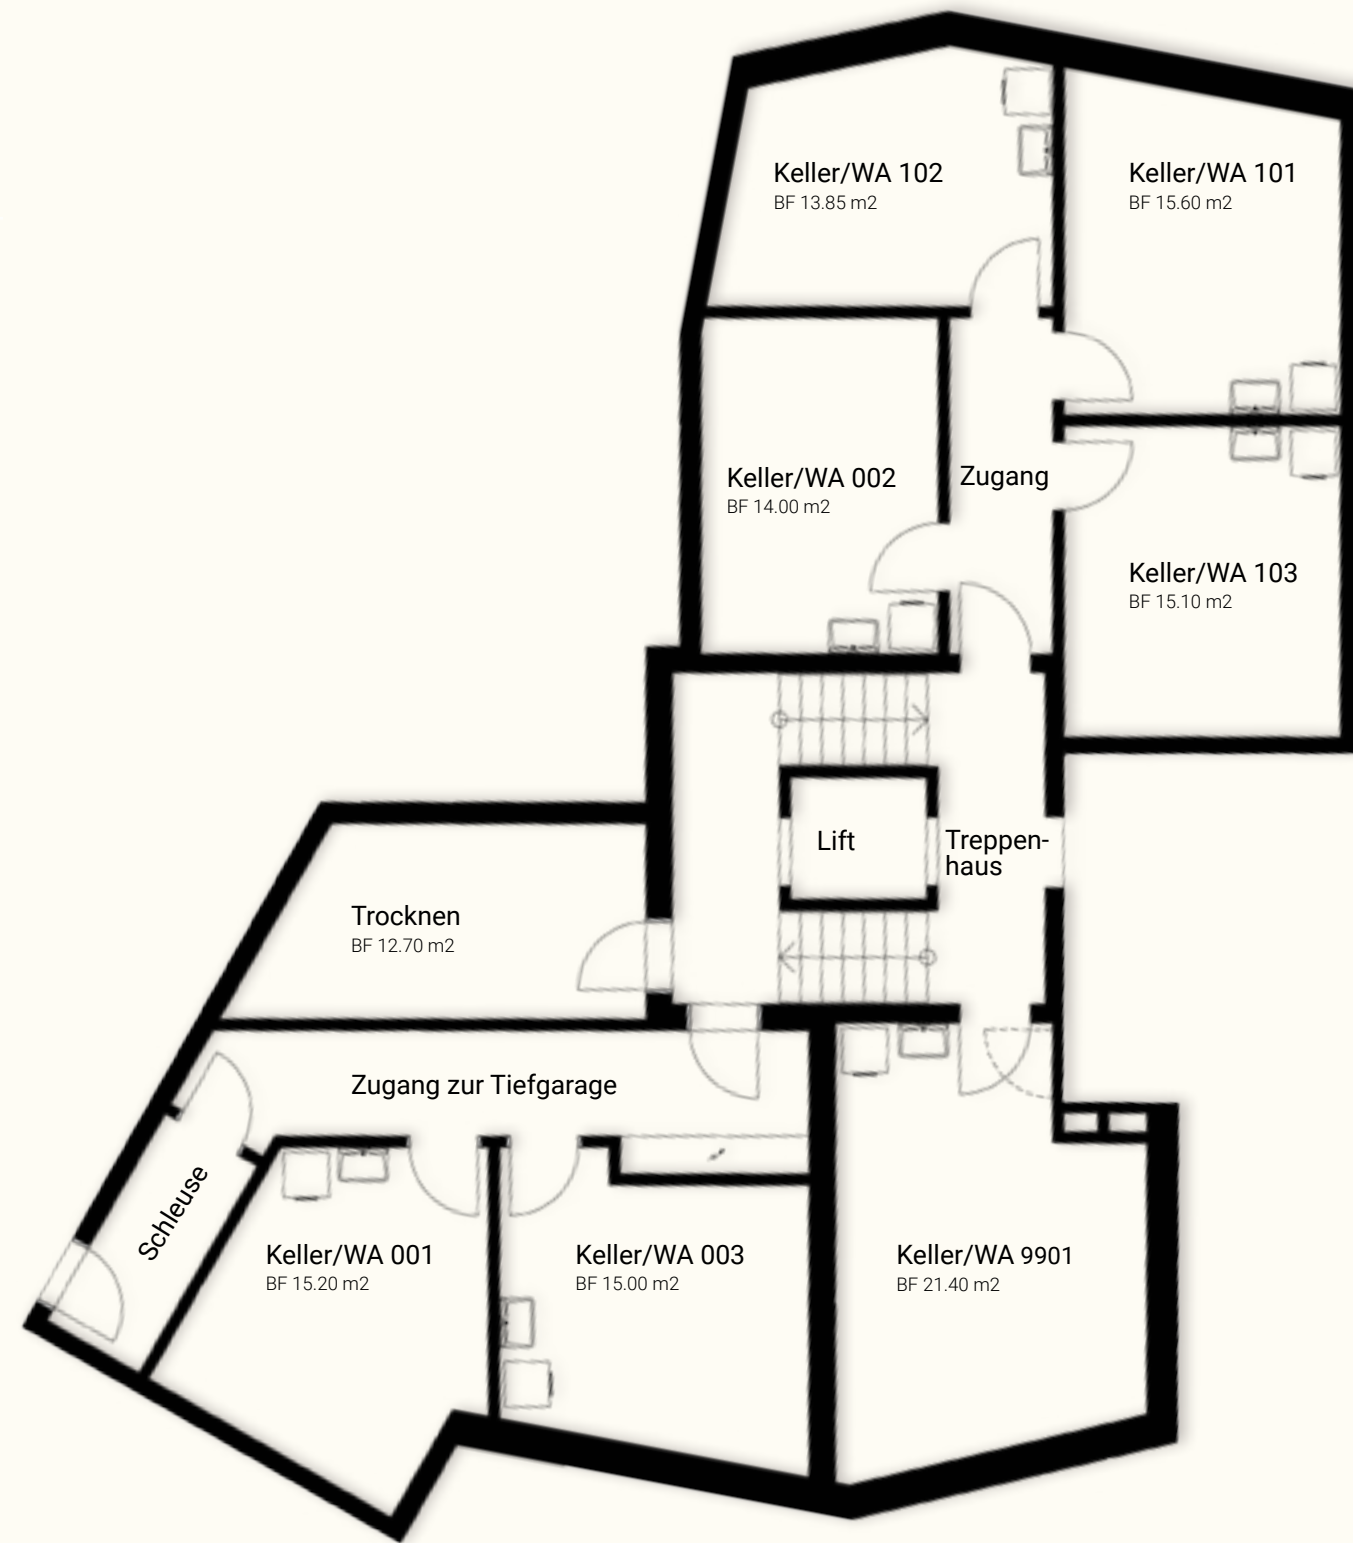 Keller/WA 102
BF 13.85 m2
Keller/WA 101
BF 15.60 m2
Keller/WA 002
BF 14.00 m2
Zugang
Keller/WA 103
BF 15.10 m2
Lift
Treppen-
haus
Trocknen
BF 12.70 m2
Zugang zur Tiefgarage
Schleuse
Keller/WA 001
BF 15.20 m2
Keller/WA 003
BF 15.00 m2
Keller/WA 9901
BF 21.40 m2